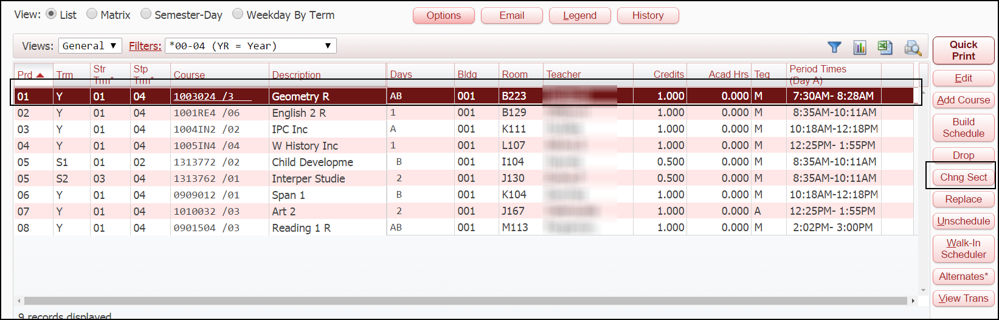 View: List Matrix Semester-Day Weekday By Term Options Email Legend History
Views: General Filters: *00-04 (YR = Year)
Prd Trm Str Trm* Stp Trm* Course Description Days Bldg Room Teacher Credits Acad Hrs Teq Period Times (Day A)
01 Y 01 04 1003024 /3 Geometry R AB 001 B223 1.000 0.000 M 7:30AM- 8:28AM
02 Y 01 04 1001RE4 /06 English 2 R 1 001 B129 1.000 0.000 M 8:35AM-10:11AM
03 Y 01 04 1004IN2 /02 IPC Inc A 001 K111 1.000 0.000 M 10:18AM-12:18PM
04 Y 01 04 1005IN4 /04 W History Inc 1 001 L107 1.000 0.000 M 12:25PM- 1:55PM
05 S1 01 02 1313772 /02 Child Developme B 001 I104 0.500 0.000 M 8:35AM-10:11AM
05 S2 03 04 1313762 /01 Interper Studie 2 001 J130 0.500 0.000 M 8:35AM-10:11AM
06 Y 01 04 0909012 /01 Span 1 B 001 K104 1.000 0.000 M 10:18AM-12:18PM
07 Y 01 04 1010032 /03 Art 2 2 001 J167 1.000 0.000 A 12:25PM- 1:55PM
08 Y 01 04 0901504 /03 Reading 1 R AB 001 M113 1.000 0.000 M 2:02PM- 3:00PM
9 records displayed
Quick
Print
Edit
Add Course
Build
Schedule
Drop
Chng Sect
Replace
Unschedule
Walk-In
Scheduler
Alternates*
View Trans